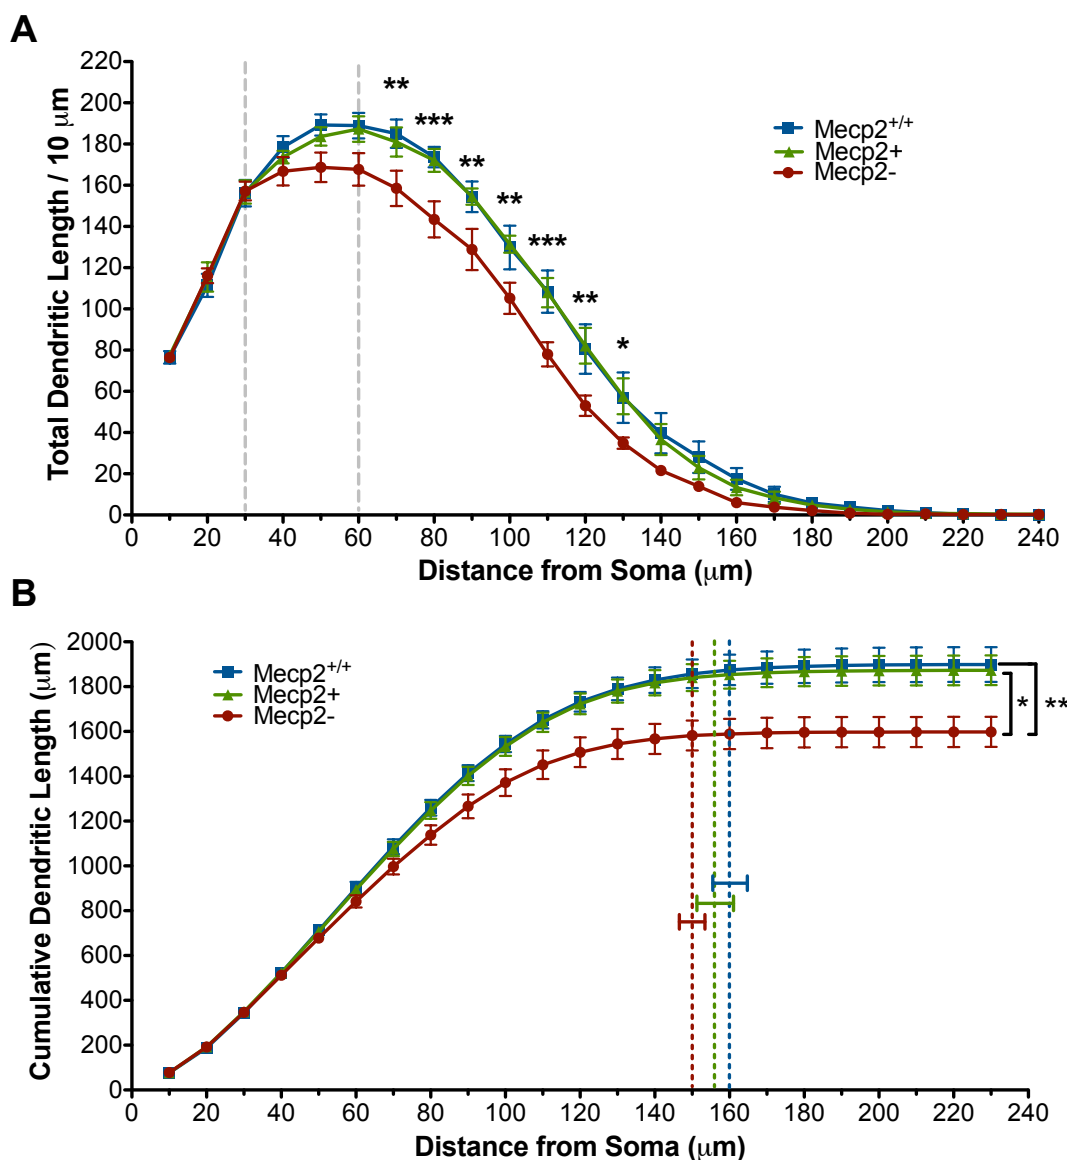 A
Total Dendritic Length / 10 μm
220
200
180
160
140
120
100
80
60
40
20
0
**
***
**
**
***
**
*
Mecp2+/+
Mecp2+
Mecp2-
0 20 40 60 80 100 120 140 160 180 200 220 240
Distance from Soma (μm)
B
Cumulative Dendritic Length (μm)
2000
1800
1600
1400
1200
1000
800
600
400
200
0
Mecp2+/+
Mecp2+
Mecp2-
*
**
0 20 40 60 80 100 120 140 160 180 200 220 240
Distance from Soma (μm)